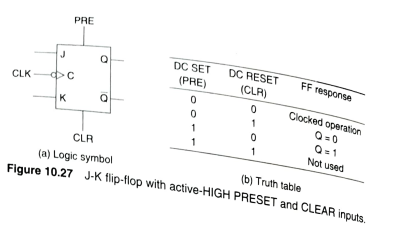 PRE
J Q
CLK C
K Q̅
CLR
(a) Logic symbol
DC SET (PRE) DC RESET (CLR) FF response
0 0 Clocked operation
0 1 Q = 0
1 0 Q = 1
1 1 Not used
(b) Truth table
Figure 10.27 J-K flip-flop with active-HIGH PRESET and CLEAR inputs.